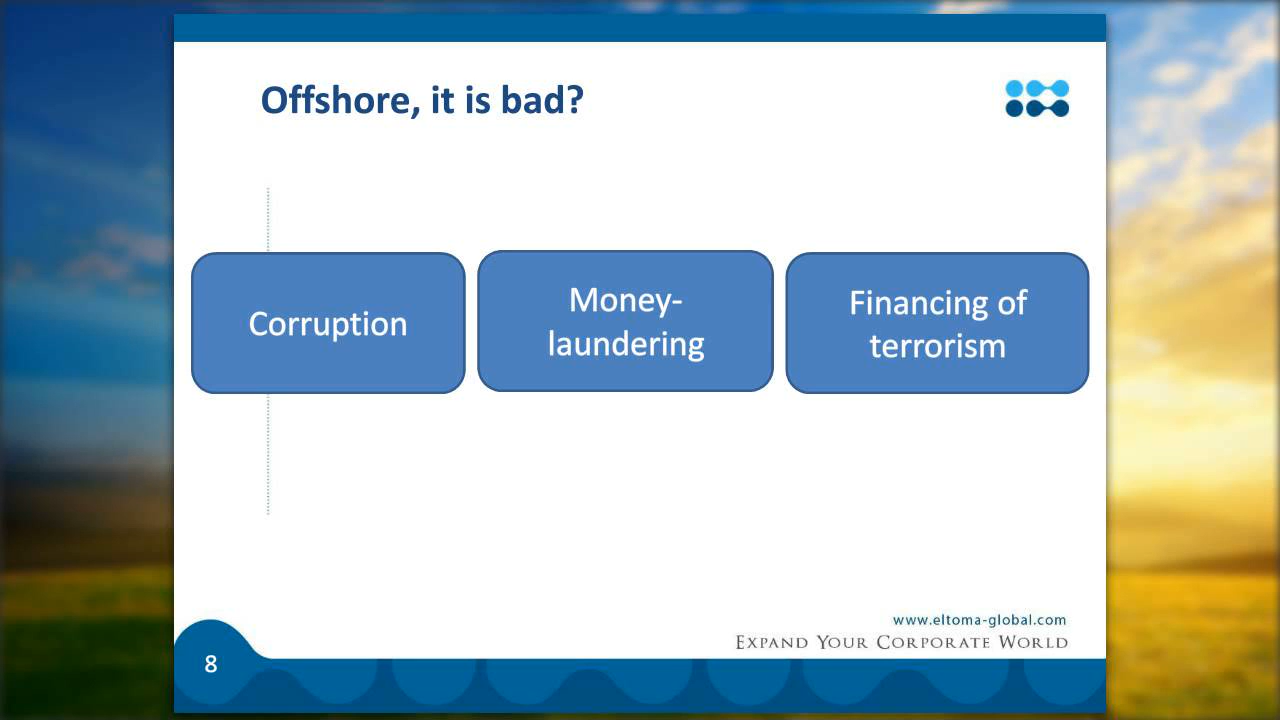 Offshore, it is bad?
Corruption
Money-
laundering
Financing of
terrorism
www.eltoma-global.com
Expand Your Corporate World
8